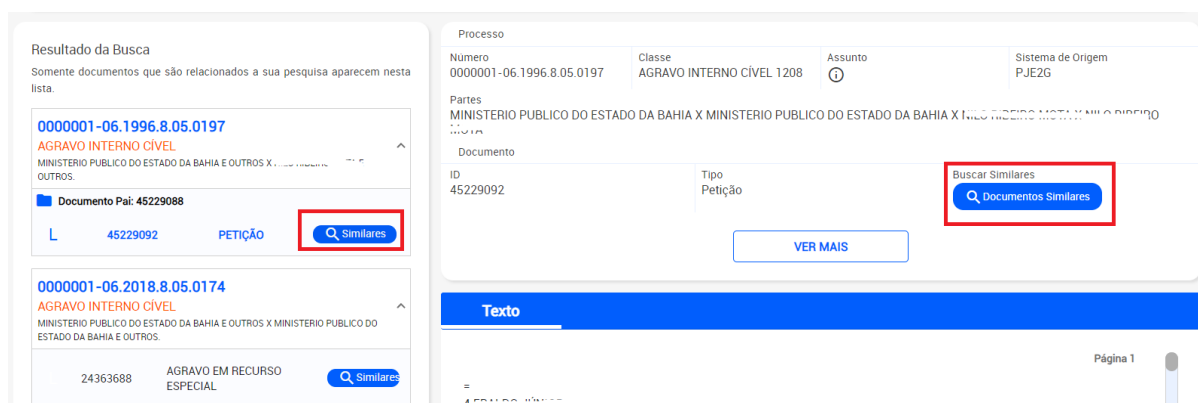 Resultado da Busca
Somente documentos que são relacionados a sua pesquisa aparecem nesta
lista.
0000001-06.1996.8.05.0197
AGRAVO INTERNO CÍVEL
MINISTERIO PUBLICO DO ESTADO DA BAHIA E OUTROS X
OUTROS.
Documento Pai: 45229088
45229092 PETIÇÃO Similares
0000001-06.2018.8.05.0174
AGRAVO INTERNO CÍVEL
MINISTERIO PUBLICO DO ESTADO DA BAHIA E OUTROS X MINISTERIO PUBLICO DO
ESTADO DA BAHIA E OUTROS.
24363688 AGRAVO EM RECURSO
ESPECIAL
Similares
Processo
Número Classe Assunto Sistema de Origem
0000001-06.1996.8.05.0197 AGRAVO INTERNO CÍVEL 1208 PJE2G
Partes
MINISTERIO PUBLICO DO ESTADO DA BAHIA X MINISTERIO PUBLICO DO ESTADO DA BAHIA X
Documento
ID Tipo Buscar Similares
45229092 Petição Documentos Similares
VER MAIS
Texto
Página 1
=